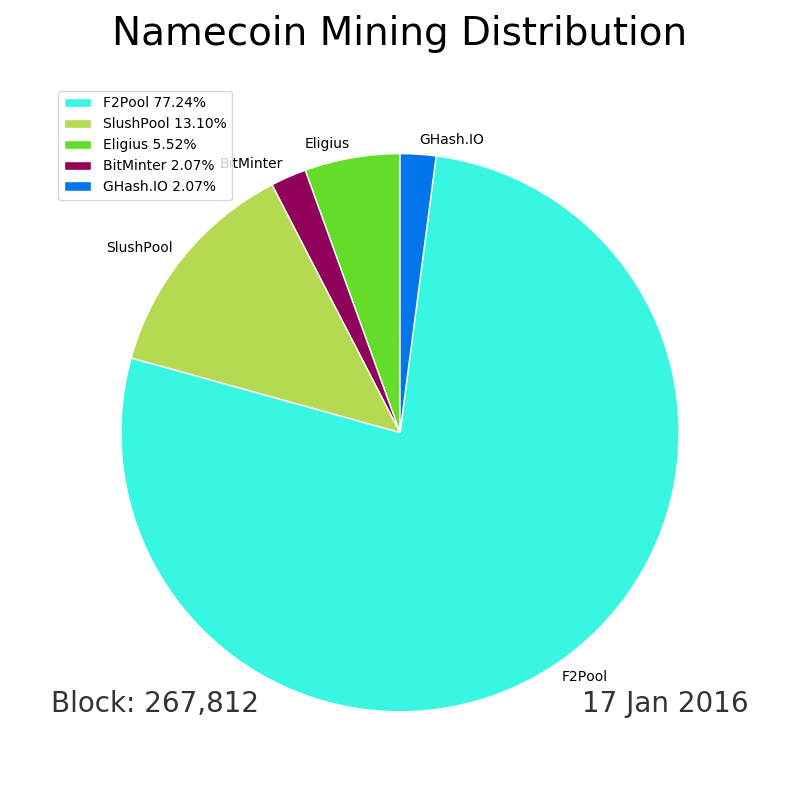 Namecoin Mining Distribution
F2Pool 77.24%
SlushPool 13.10%
Eligius 5.52%
BitMinter 2.07%
GHash.IO 2.07%
GHash.IO
Eligius
BitMinter
SlushPool
F2Pool
Block: 267,812
17 Jan 2016